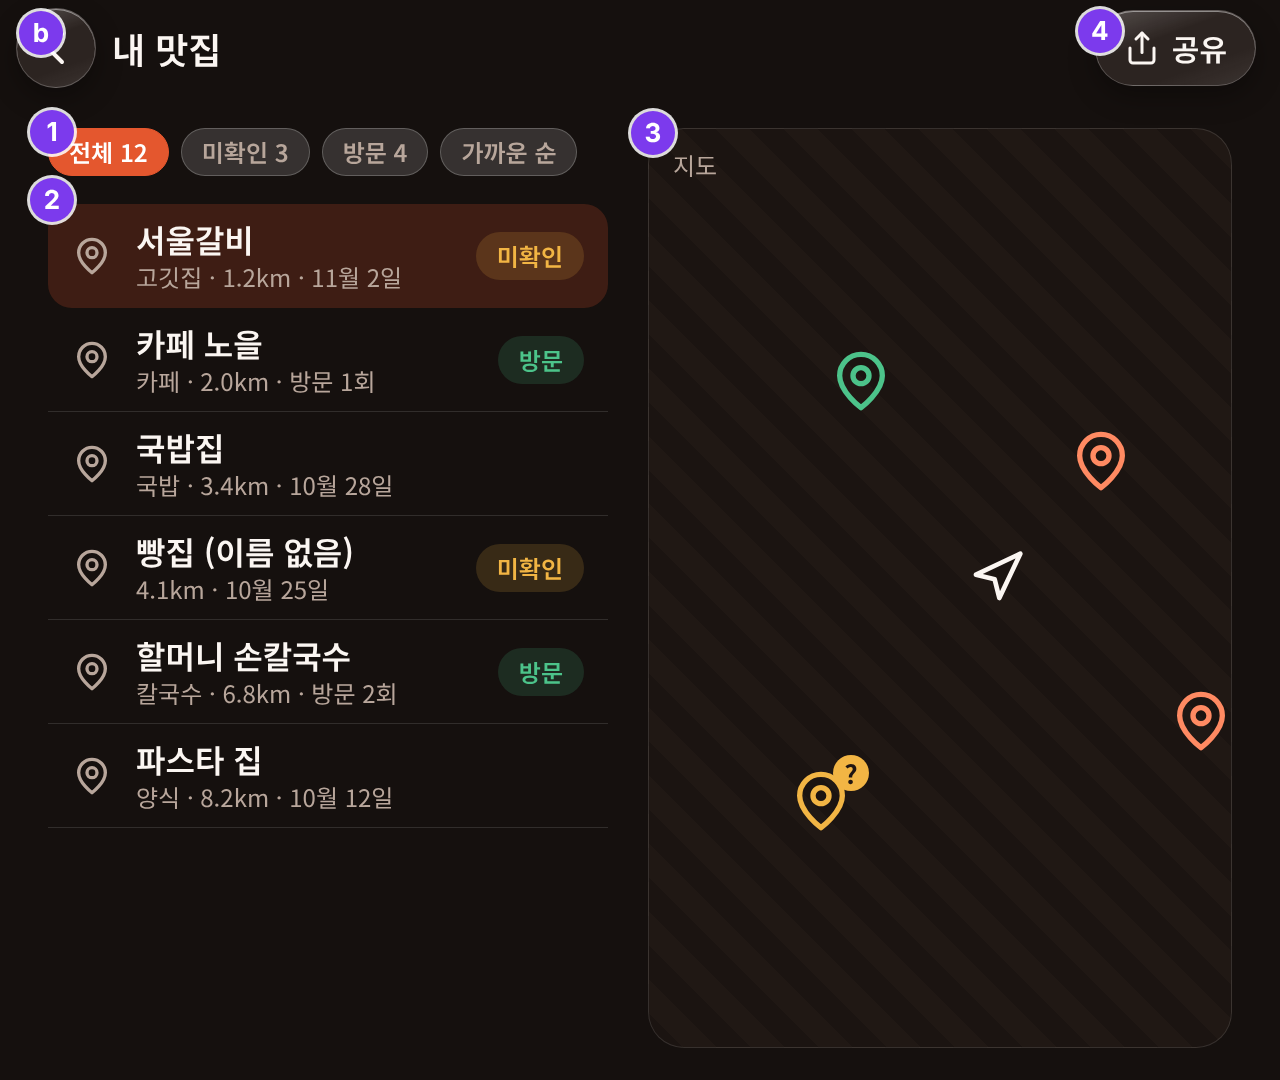 b
내 맛집
4
공유
1
전체 12
미확인 3
방문 4
가까운 순
2
서울갈비
고깃집 · 1.2km · 11월 2일
미확인
카페 노을
카페 · 2.0km · 방문 1회
방문
국밥집
국밥 · 3.4km · 10월 28일
빵집 (이름 없음)
4.1km · 10월 25일
미확인
할머니 손칼국수
칼국수 · 6.8km · 방문 2회
방문
파스타 집
양식 · 8.2km · 10월 12일
3
지도
?